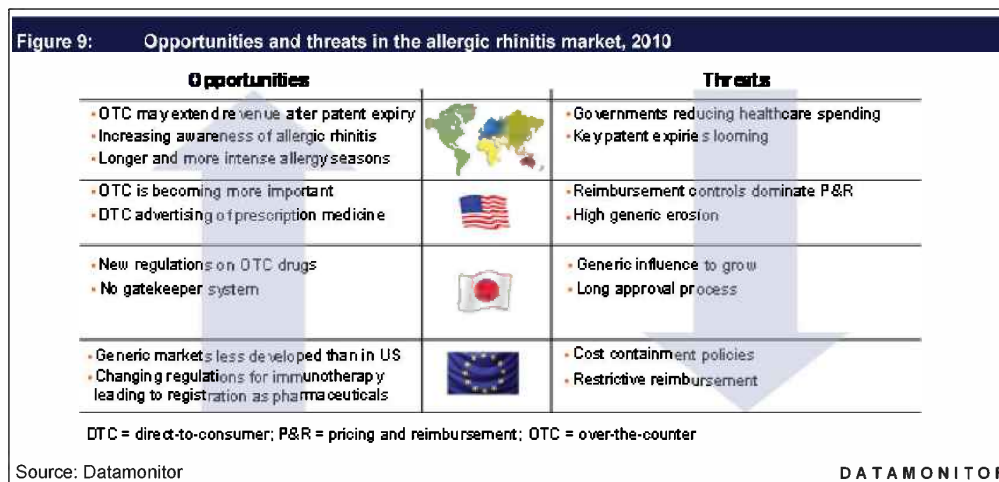 Figure 9: Opportunities and threats in the allergic rhinitis market, 2010
Opportunities Threats
• OTC may extend revenue after patent expiry
• Increasing awareness of allergic rhinitis
• Longer and more intense allergy seasons
• Governments reducing healthcare spending
• Key patent expiries looming
• OTC is becoming more important
• DTC advertising of prescription medicine
• Reimbursement controls dominate P&R
• High generic erosion
• New regulations on OTC drugs
• No gatekeeper system
• Generic influence to grow
• Long approval process
• Generic markets less developed than in US
• Changing regulations for immunotherapy
leading to registration as pharmaceuticals
• Cost containment policies
• Restrictive reimbursement
DTC = direct-to-consumer; P&R = pricing and reimbursement; OTC = over-the-counter
Source: Datamonitor DATAMONITOR